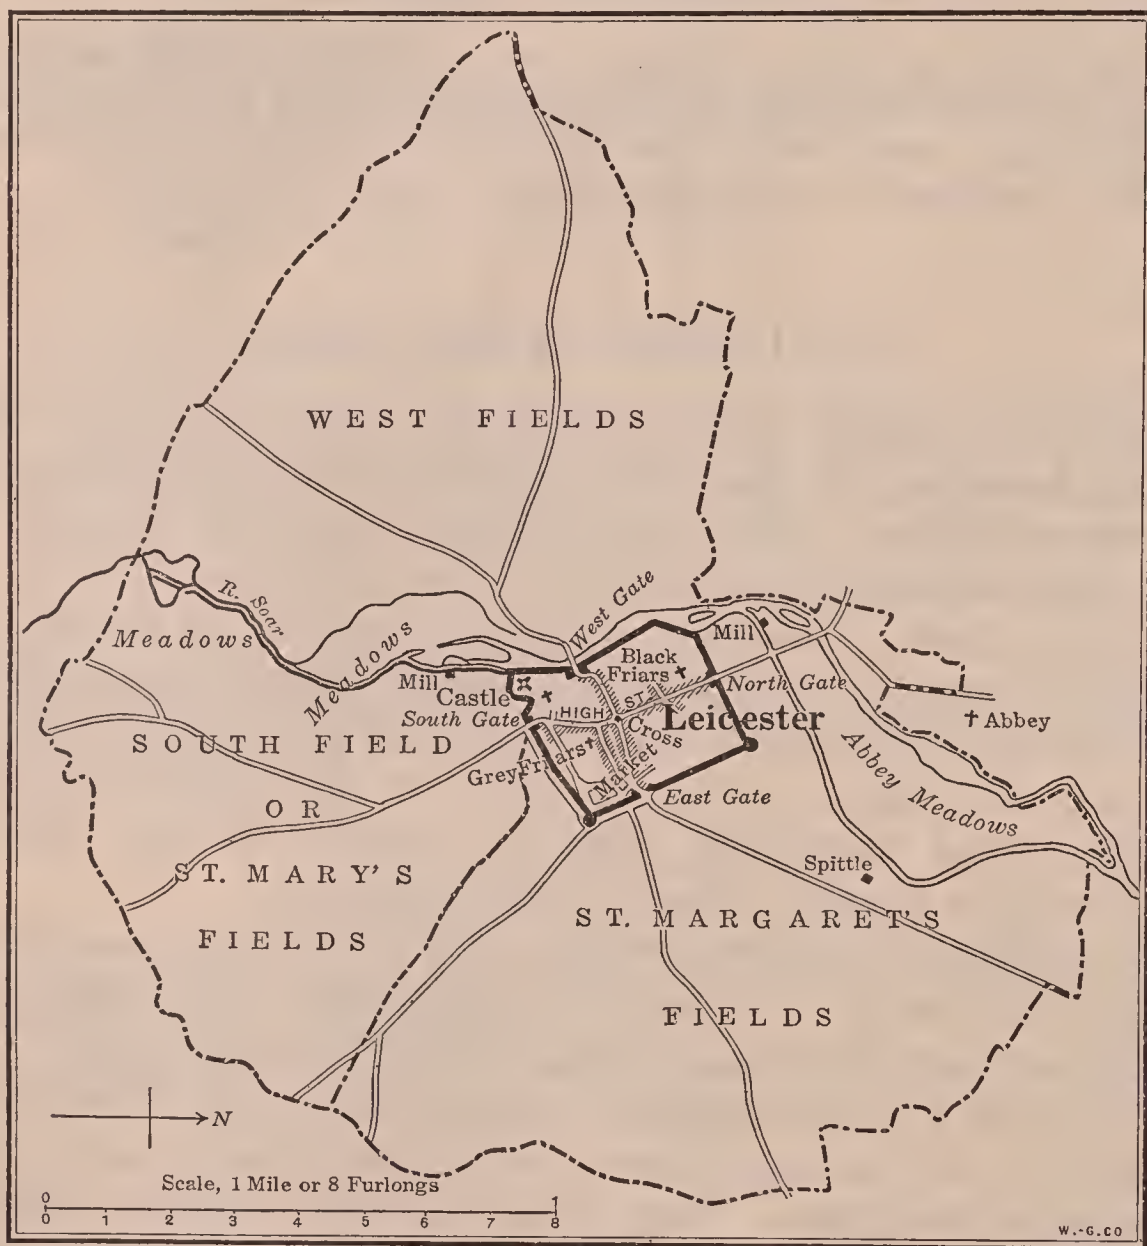 WEST FIELDS
R. Soar
Meadows
Meadows
West Gate
Mill
Black
Friars
Mill
Castle
South Gate
HIGH
ST.
North Gate
Cross
Leicester
Abbey
SOUTH FIELD
OR
ST. MARY'S
FIELDS
Grey Friars
Market
East Gate
Abbey Meadows
Spittle
ST. MARGARET'S
FIELDS
N
Scale, 1 Mile or 8 Furlongs
0 1
0 1 2 3 4 5 6 7 8
W.-G.CO